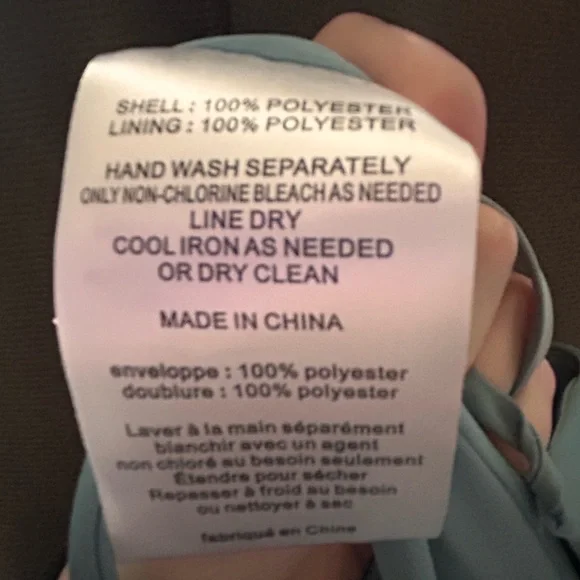 SHELL : 100% POLYESTER
LINING : 100% POLYESTER
HAND WASH SEPARATELY
ONLY NON-CHLORINE BLEACH AS NEEDED
LINE DRY
COOL IRON AS NEEDED
OR DRY CLEAN
MADE IN CHINA
enveloppe : 100% polyester
doublure : 100% polyester
Laver à la main séparément
blanchir avec un agent
non chloré au besoin seulement
Étendre pour sécher
Repasser à froid au besoin
ou nettoyer à sec
fabriqué en Chine